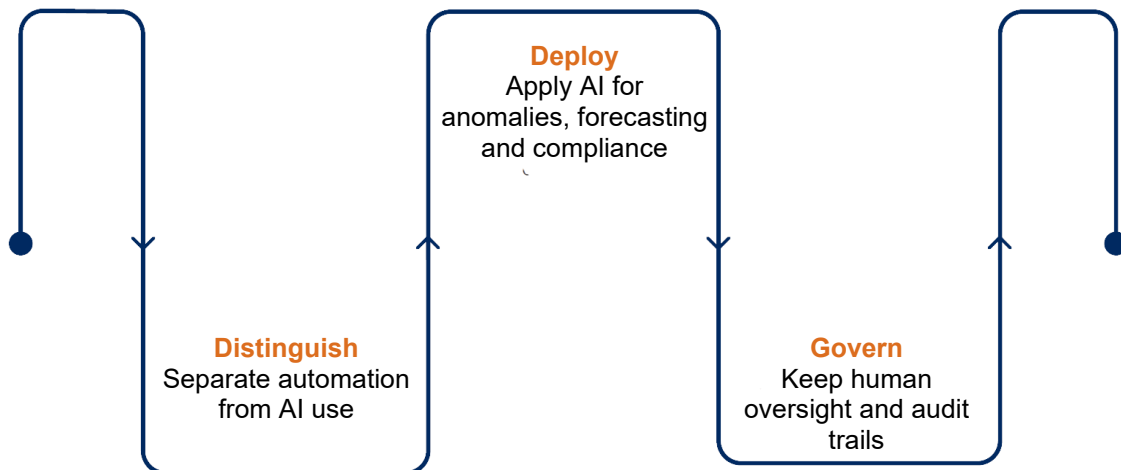 Deploy
Apply AI for
anomalies, forecasting
and compliance
Distinguish
Separate automation
from AI use
Govern
Keep human
oversight and audit
trails